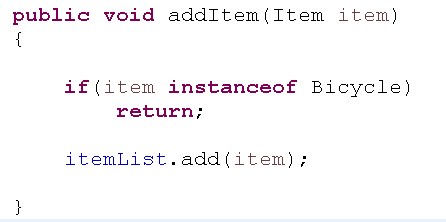 public void addItem(Item item)
{
if(item instanceof Bicycle)
return;
itemList.add(item);
}